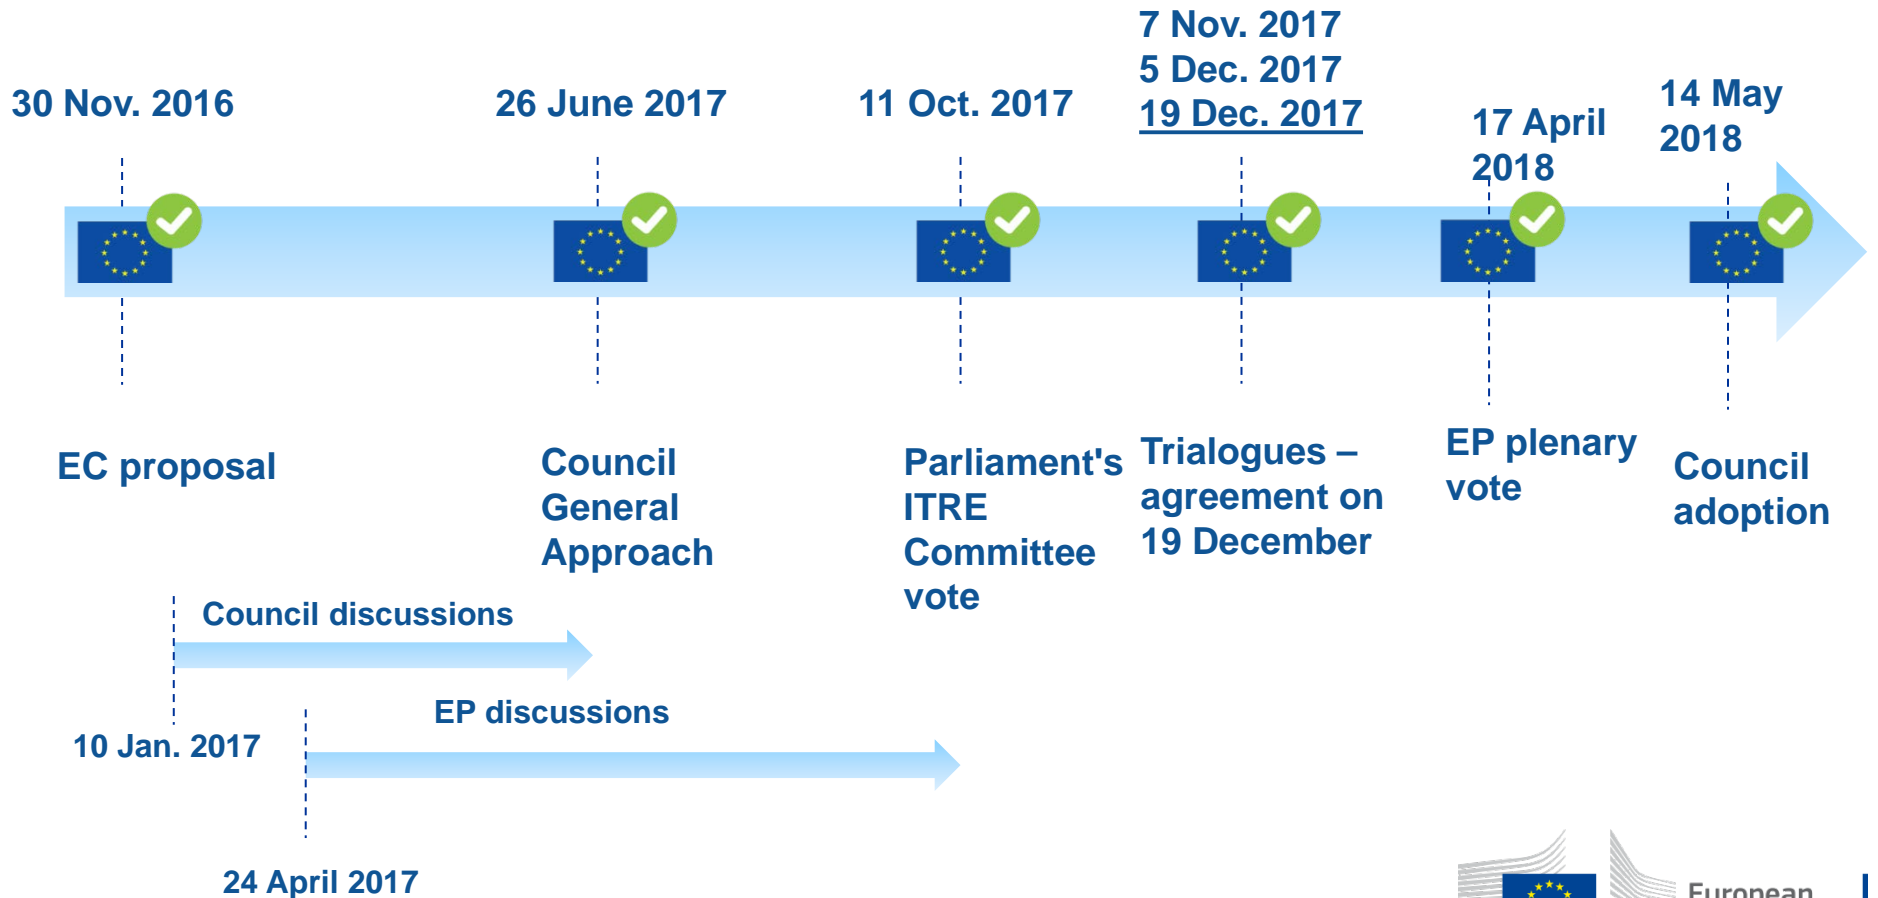 30 Nov. 2016
26 June 2017
11 Oct. 2017
7 Nov. 2017
5 Dec. 2017
19 Dec. 2017
17 April
2018
14 May
2018
EC proposal
Council
General
Approach
Parliament's
ITRE
Committee
vote
Trialogues –
agreement on
19 December
EP plenary
vote
Council
adoption
Council discussions
10 Jan. 2017
EP discussions
24 April 2017
European